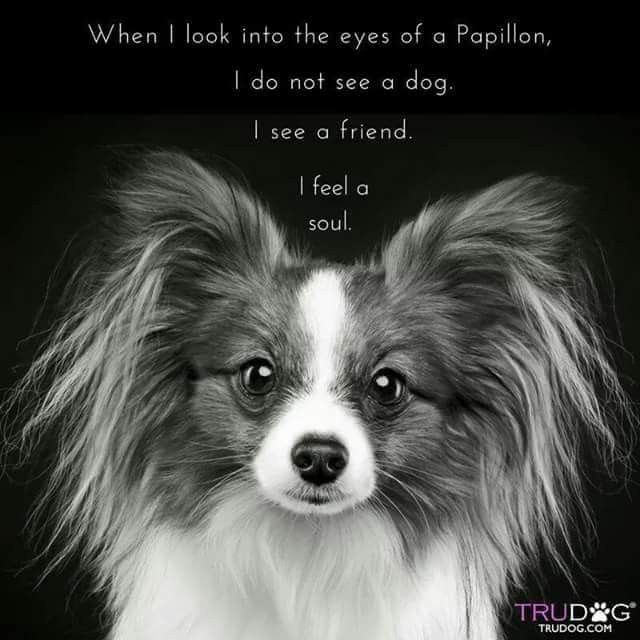 When I look into the eyes of a Papillon,
I do not see a dog.
I see a friend.
I feel a
soul.
TRUDOG®
TRUDOG.COM